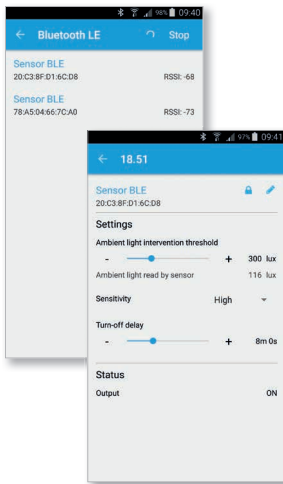 98% 09:40
Bluetooth LE Stop
Sensor BLE
20:C3:8F:D1:6C:D8 RSSI: -68
Sensor BLE
78:A5:04:66:7C:A0 RSSI: -73
97% 09:41
18.51
Sensor BLE
20:C3:8F:D1:6C:D8
Settings
Ambient light intervention threshold
- + 300 lux
Ambient light read by sensor 116 lux
Sensitivity High
Turn-off delay
- + 8m 0s
Status
Output ON